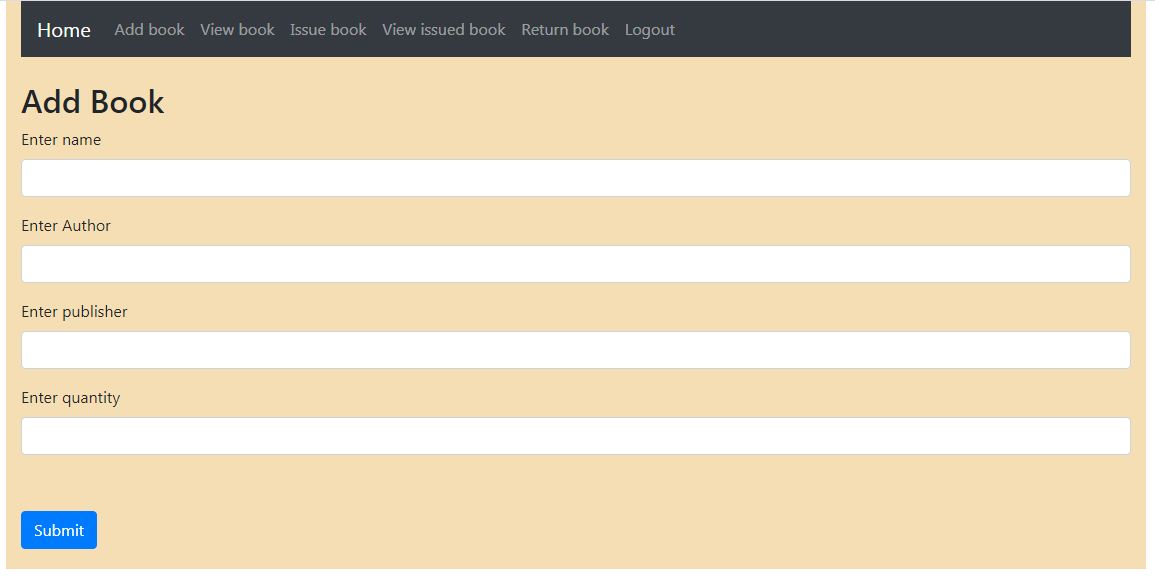 Home Add book View book Issue book View issued book Return book Logout
Add Book
Enter name
Enter Author
Enter publisher
Enter quantity
Submit